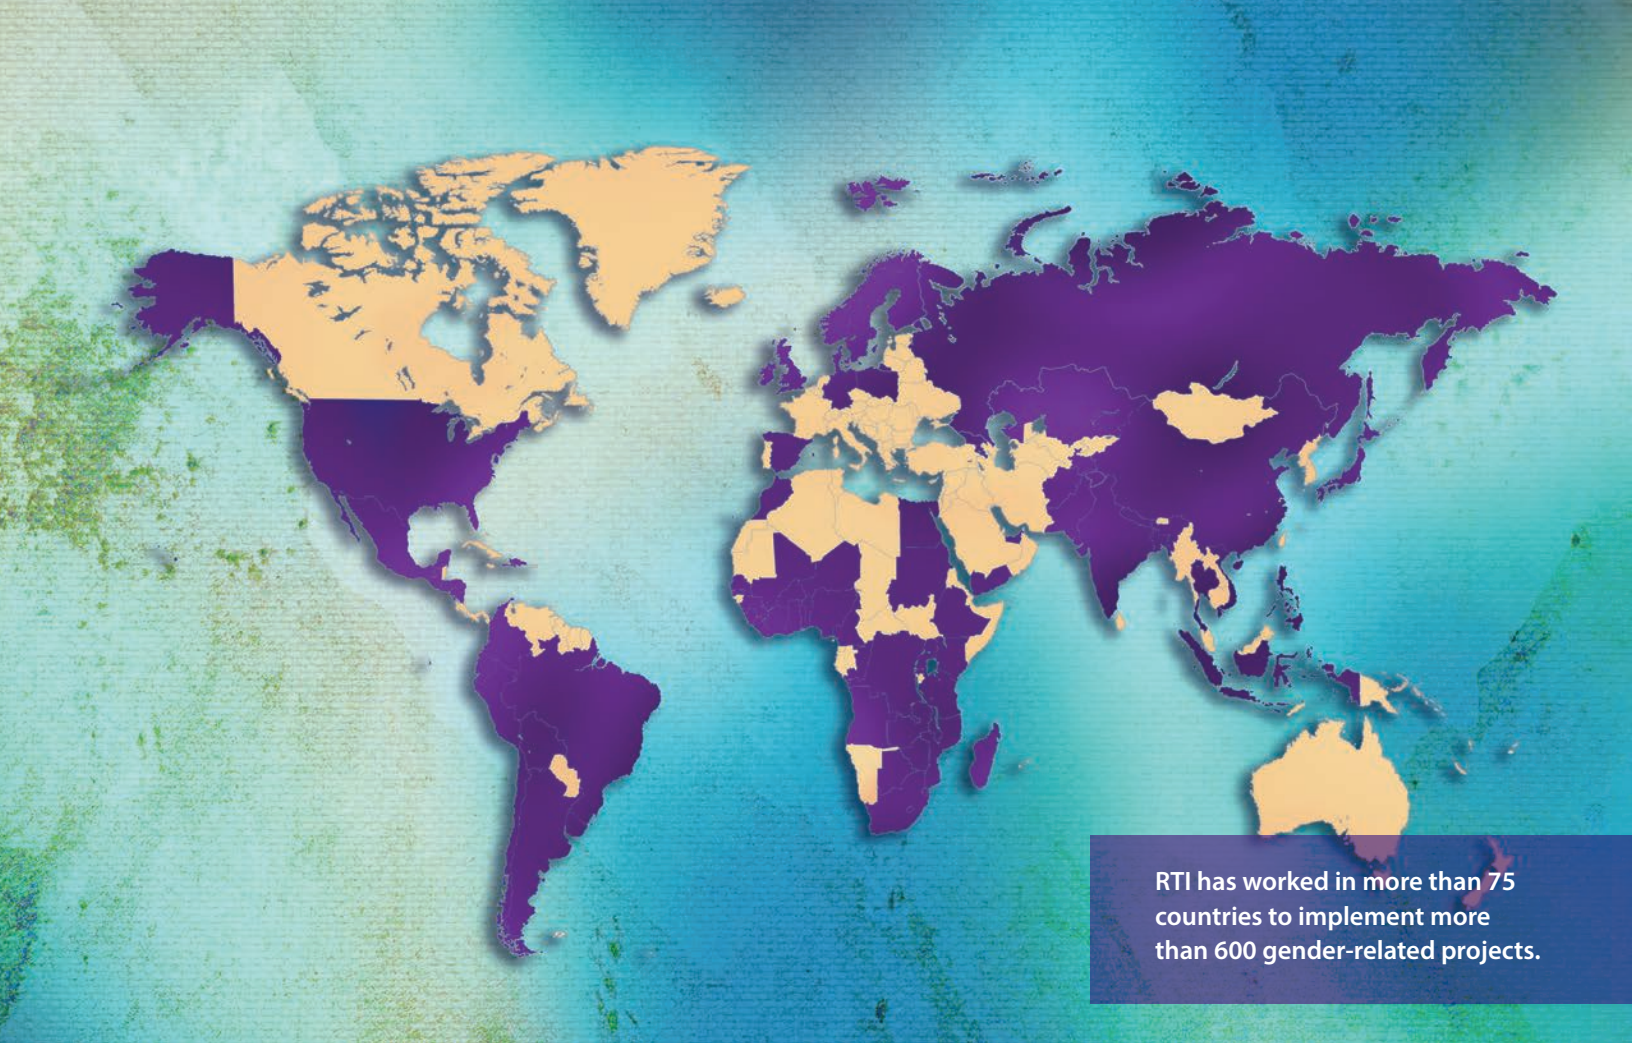 RTI has worked in more than 75
countries to implement more
than 600 gender-related projects.